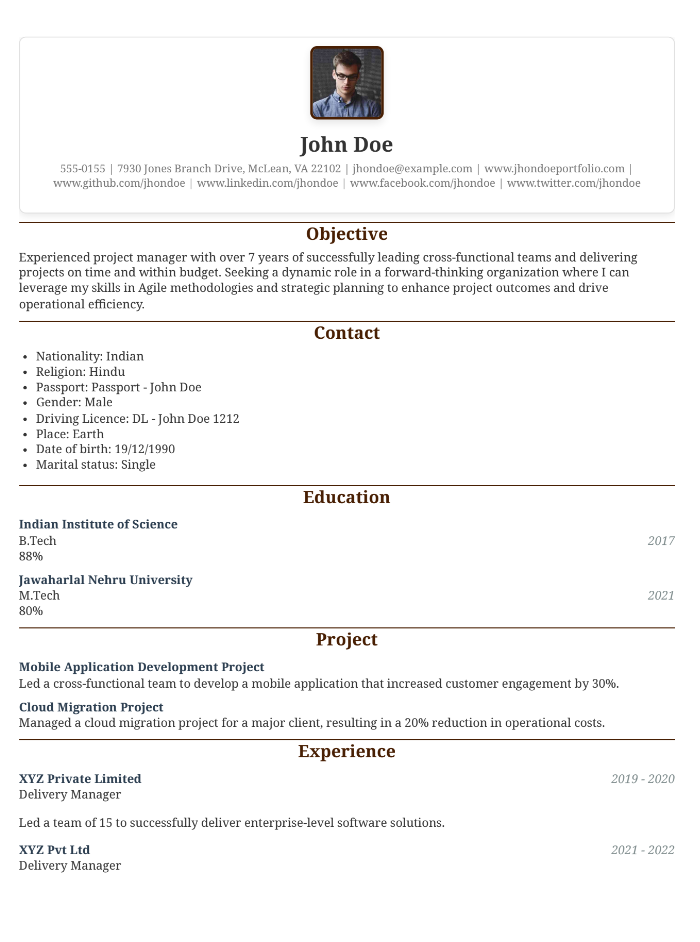 John Doe
555-0155 | 7930 Jones Branch Drive, McLean, VA 22102 | jhondoe@example.com | www.jhondoeportfolio.com |
www.github.com/jhondoe | www.linkedin.com/jhondoe | www.facebook.com/jhondoe | www.twitter.com/jhondoe
Objective
Experienced project manager with over 7 years of successfully leading cross-functional teams and delivering
projects on time and within budget. Seeking a dynamic role in a forward-thinking organization where I can
leverage my skills in Agile methodologies and strategic planning to enhance project outcomes and drive
operational efficiency.
Contact
• Nationality: Indian
• Religion: Hindu
• Passport: Passport - John Doe
• Gender: Male
• Driving Licence: DL - John Doe 1212
• Place: Earth
• Date of birth: 19/12/1990
• Marital status: Single
Education
Indian Institute of Science
B.Tech 2017
88%
Jawaharlal Nehru University
M.Tech 2021
80%
Project
Mobile Application Development Project
Led a cross-functional team to develop a mobile application that increased customer engagement by 30%.
Cloud Migration Project
Managed a cloud migration project for a major client, resulting in a 20% reduction in operational costs.
Experience
XYZ Private Limited 2019 - 2020
Delivery Manager
Led a team of 15 to successfully deliver enterprise-level software solutions.
XYZ Pvt Ltd 2021 - 2022
Delivery Manager